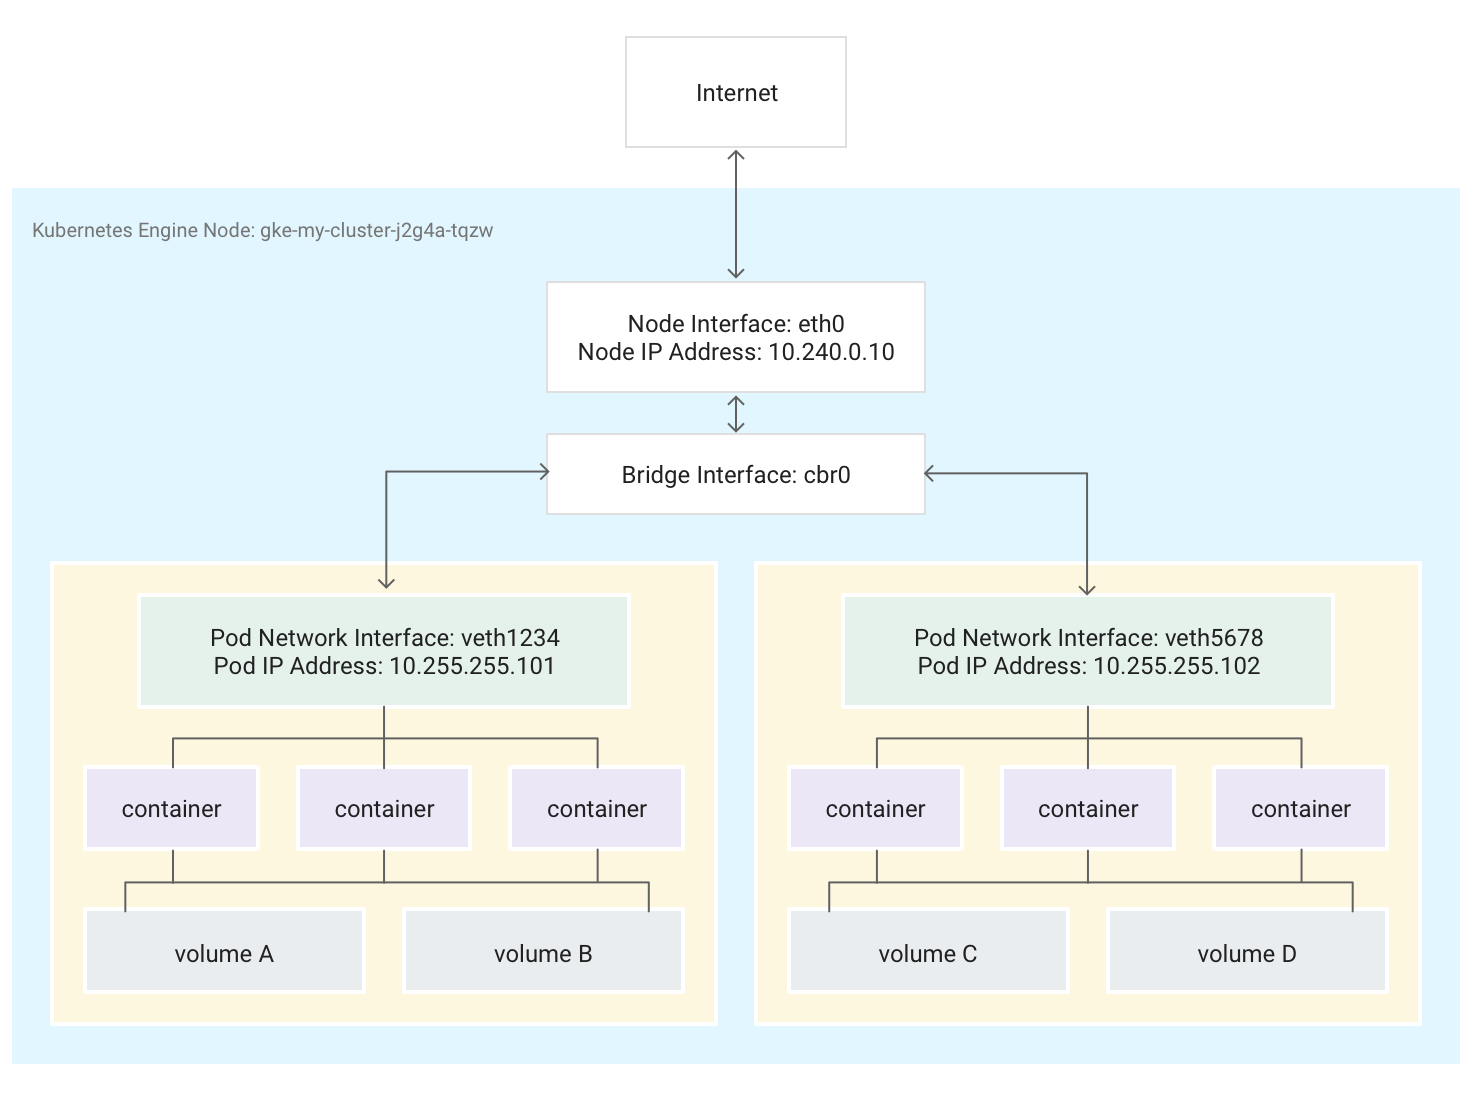 Internet
Kubernetes Engine Node: gke-my-cluster-j2g4a-tqzw
Node Interface: eth0
Node IP Address: 10.240.0.10
Bridge Interface: cbr0
Pod Network Interface: veth1234
Pod IP Address: 10.255.255.101
container
container
container
volume A
volume B
Pod Network Interface: veth5678
Pod IP Address: 10.255.255.102
container
container
container
volume C
volume D